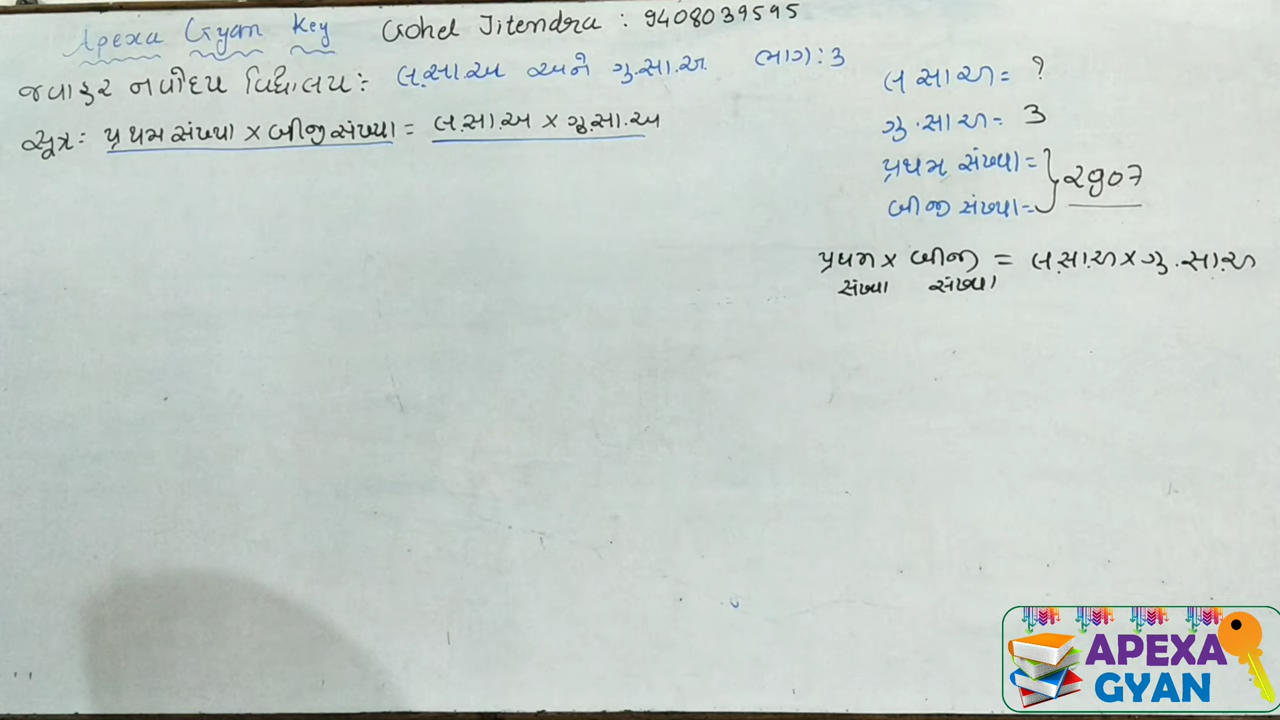 Apexa Gyan Key Gohel Jitendra : 9408039595
જવાહર નવોદય વિદ્યાલય :- લ.સા.અ અને ગુ.સા.અ ભાગ : 3
સૂત્ર :- પ્રથમ સંખ્યા × બીજી સંખ્યા = લ.સા.અ × ગુ.સા.અ
લ સા અ = ?
ગુ. સા અ = 3
પ્રથમ સંખ્યા =
બીજી સંખ્યા =
} 2907
પ્રથમ × બીજી = લ.સા.અ × ગુ.સા.અ
સંખ્યા સંખ્યા
APEXA
GYAN